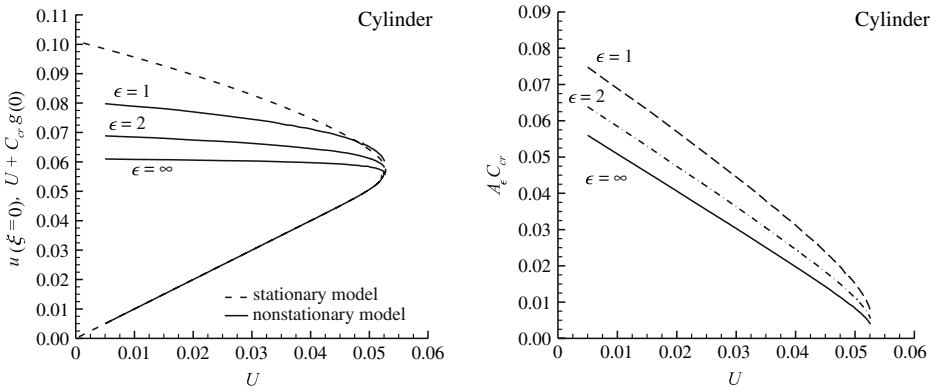 Cylinder
u (ξ=0), U + C_cr g(0)
0.11
0.10
0.09
0.08
0.07
0.06
0.05
0.04
0.03
0.02
0.01
0.00
ϵ = 1
ϵ = 2
ϵ = ∞
stationary model
nonstationary model
0 0.01 0.02 0.03 0.04 0.05 0.06
U
Cylinder
A_ϵ C_cr
0.09
0.08
0.07
0.06
0.05
0.04
0.03
0.02
0.01
0.00
ϵ = 1
ϵ = 2
ϵ = ∞
0 0.01 0.02 0.03 0.04 0.05 0.06
U